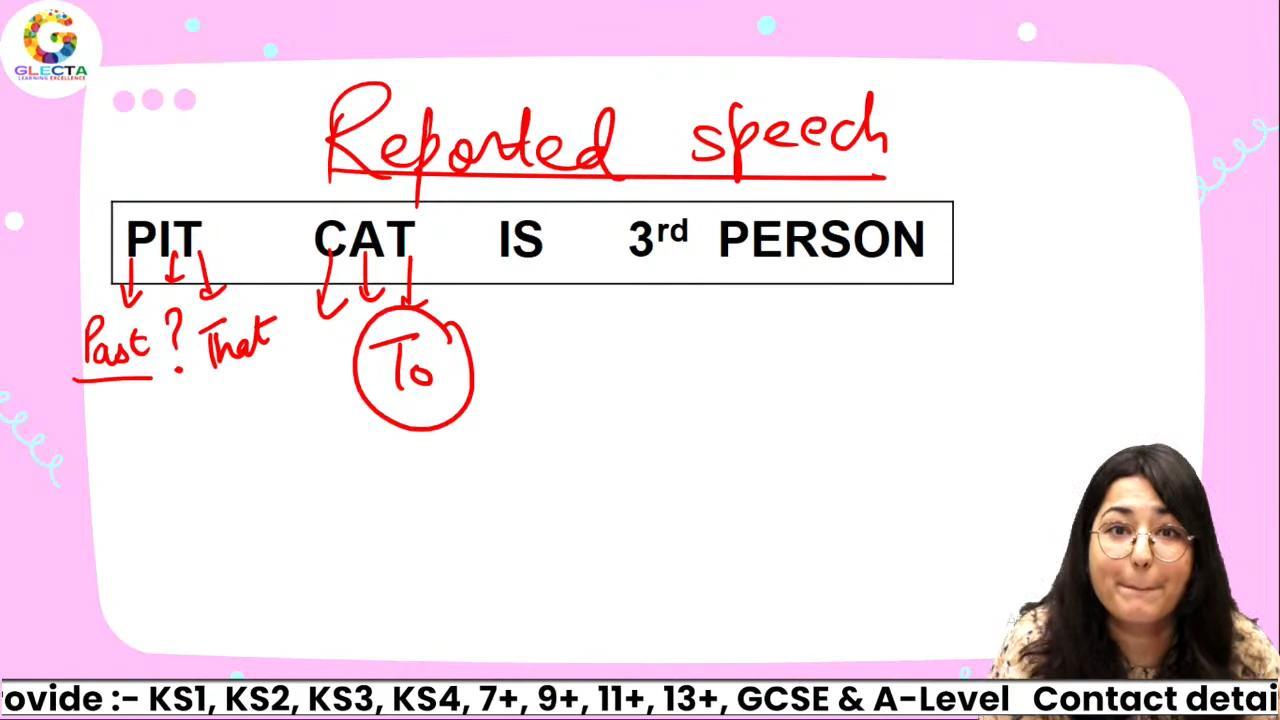 GLECTA
LEARNING EXCELLENCE
Reported speech
PIT CAT IS 3rd PERSON
Past ? That
To
ovide :- KS1, KS2, KS3, KS4, 7+, 9+, 11+, 13+, GCSE & A-Level Contact detai